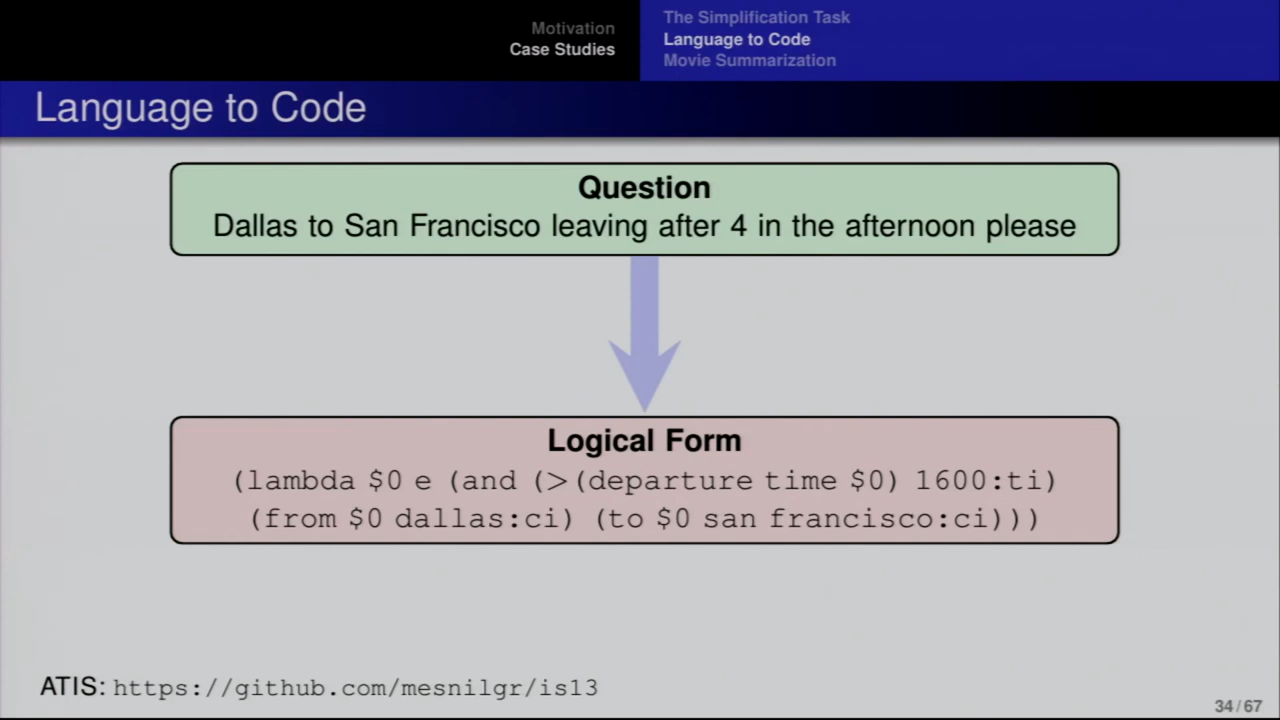 Motivation
Case Studies
The Simplification Task
Language to Code
Movie Summarization
Language to Code
Question
Dallas to San Francisco leaving after 4 in the afternoon please
Logical Form
(lambda $0 e (and (>(departure time $0) 1600:ti)
(from $0 dallas:ci) (to $0 san francisco:ci)))
ATIS: https://github.com/mesnilgr/is13
34/67